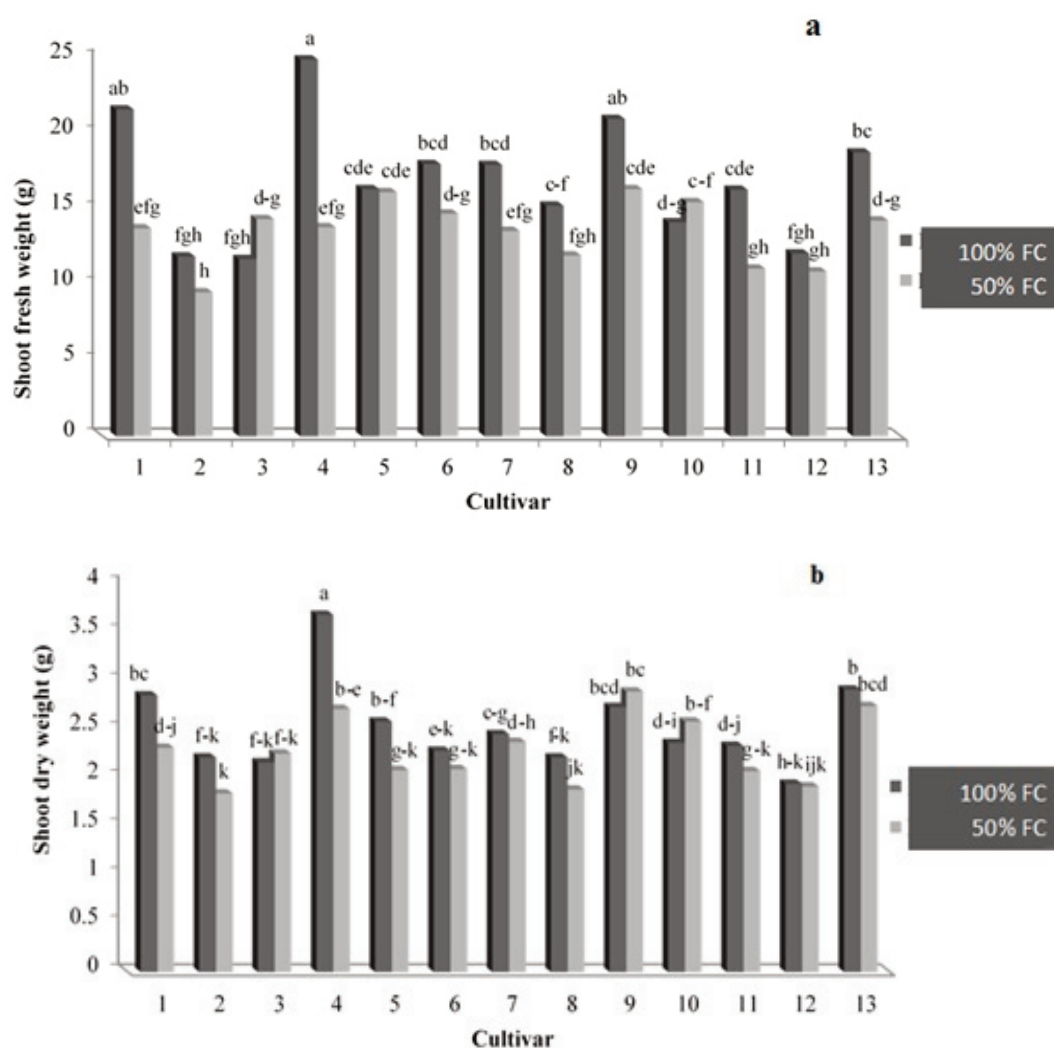 a
25
20
15
10
5
0
Shoot fresh weight (g)
ab efg fgh h fgh d-g a efg cde cde bcd d-g bcd efg c-f fgh ab cde d-g c-f cde gh fgh gh bc d-g
100% FC
50% FC
1 2 3 4 5 6 7 8 9 10 11 12 13
Cultivar
b
4
3.5
3
2.5
2
1.5
1
0.5
0
Shoot dry weight (g)
bc d-j f-k k f-k f-k a b-e b-f g-k e-k g-k c-g d-h f-k jk bcd bc d-i b-f d-j g-k h-k ijk b bcd
100% FC
50% FC
1 2 3 4 5 6 7 8 9 10 11 12 13
Cultivar